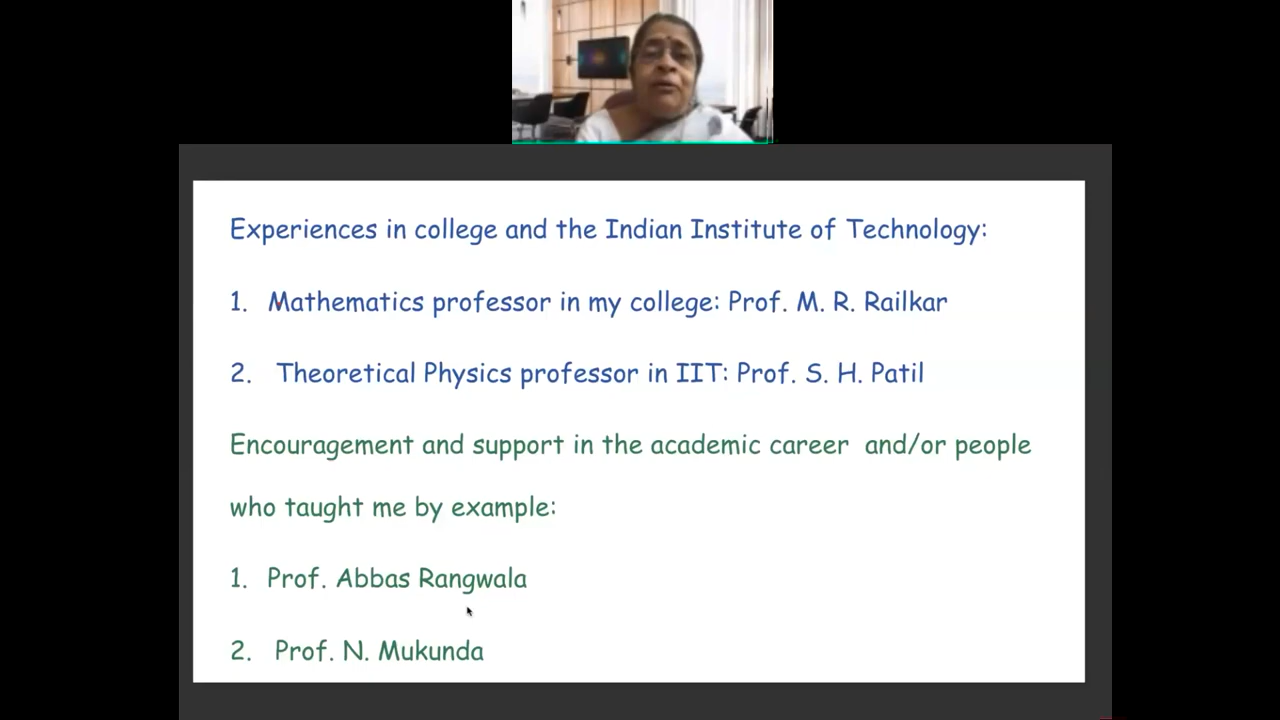 Experiences in college and the Indian Institute of Technology:
1. Mathematics professor in my college: Prof. M. R. Railkar
2. Theoretical Physics professor in IIT: Prof. S. H. Patil
Encouragement and support in the academic career and/or people
who taught me by example:
1. Prof. Abbas Rangwala
2. Prof. N. Mukunda